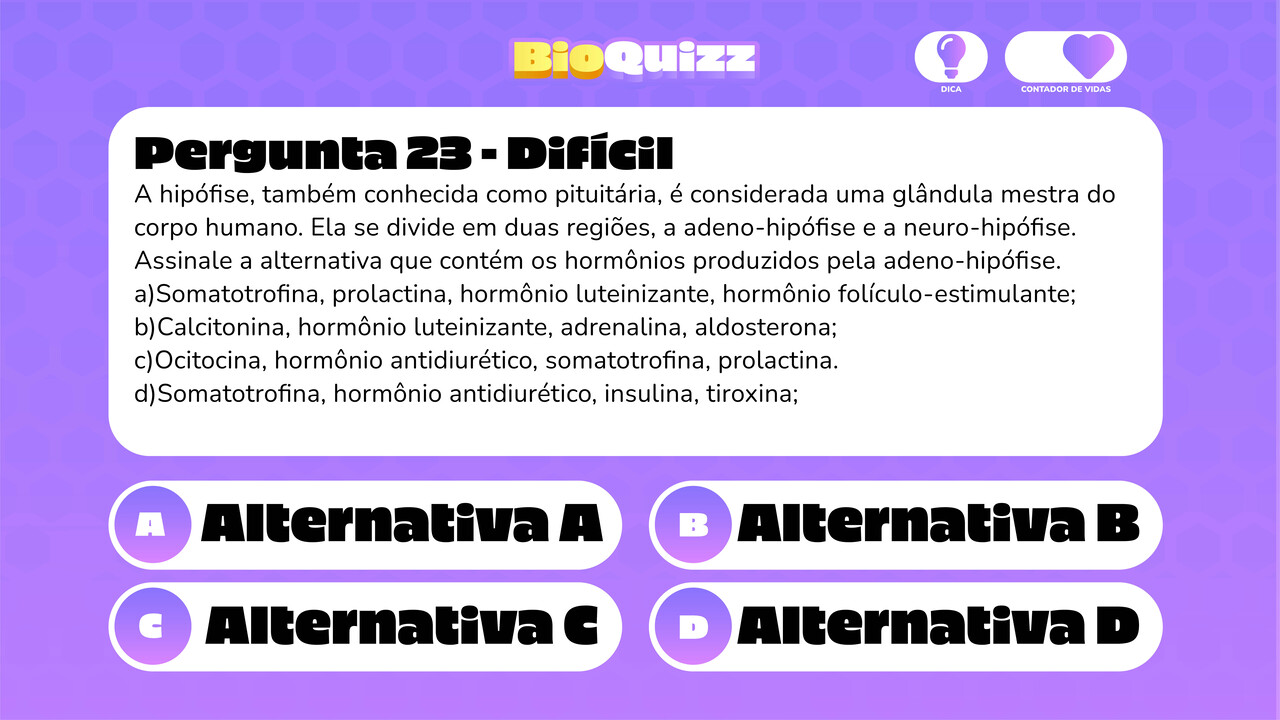 BioQuizz
DICA
CONTADOR DE VIDAS
Pergunta 23 - Difícil
A hipófise, também conhecida como pituitária, é considerada uma glândula mestra do
corpo humano. Ela se divide em duas regiões, a adeno-hipófise e a neuro-hipófise.
Assinale a alternativa que contém os hormônios produzidos pela adeno-hipófise.
a)Somatotrofina, prolactina, hormônio luteinizante, hormônio folículo-estimulante;
b)Calcitonina, hormônio luteinizante, adrenalina, aldosterona;
c)Ocitocina, hormônio antidiurético, somatotrofina, prolactina.
d)Somatotrofina, hormônio antidiurético, insulina, tiroxina;
A Alternativa A
B Alternativa B
C Alternativa C
D Alternativa D